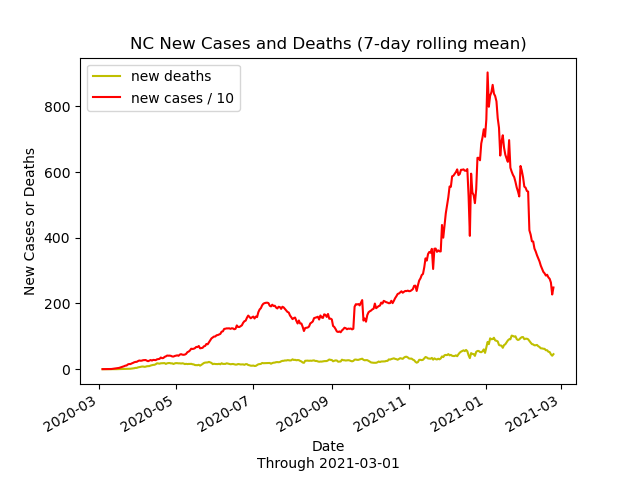 NC New Cases and Deaths (7-day rolling mean)
new deaths
new cases / 10
800
600
400
200
0
New Cases or Deaths
2020-03
2020-05
2020-07
2020-09
2020-11
2021-01
2021-03
Date
Through 2021-03-01